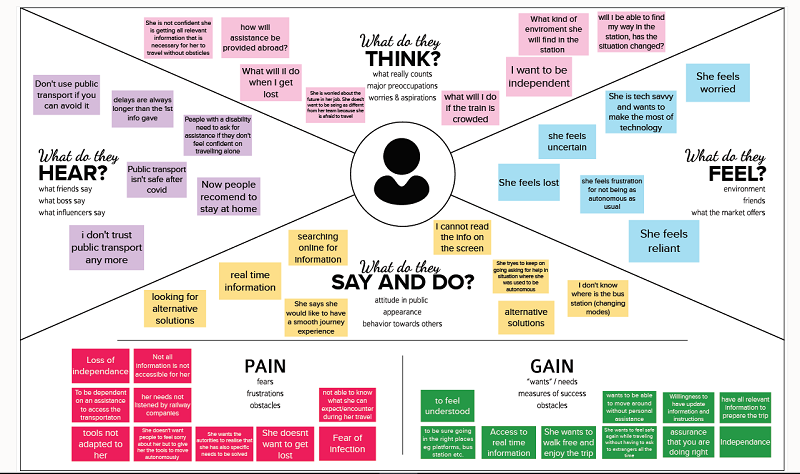 She is not confident she
is getting all relevant
information that is
necessary for her to
travel without obstacles
how will
assistance be
provided abroad?
What will iI do
when I get
lost
She is worried about the
future in her job. She doesn't
want to be seing as different
from her team because she
is afraid to travel
What do they
THINK?
what really counts
major preoccupations
worries & aspirations
What kind of
enviroment she
will find in the
station
will I be able to find
my way in the
station, has the
situation changed?
I want to be
independent
what will i do
if the train is
crowded
Don't use public
transport if you
can avoid it
delays are always
longer than the 1st
info gave
People with a disability
need to ask for
assistance if they don't
feel confident on
travelling alone
What do they
HEAR?
what friends say
what boss say
what influencers say
Public transport
isn't safe after
covid
Now people
recomend to
stay at home
i don't trust
public transport
any more
She feels
worried
She is tech savvy
and wants to
make the most of
technology
she feels
uncertain
What do they
FEEL?
environment
friends
what the market offers
She feels lost
she feels frustration
for not being as
autonomous as
usual
She feels
reliant
searching
online for
information
I cannot read
the info on
the screen
real time
information
What do they
SAY AND DO?
attitude in public
appearance
behavior towards others
She tryes to keep on
going asking for help in
situation where she
was used to be
autonomous
I don't know
where is the bus
station (changing
modes)
looking for
alternative
solutions
She says she
would like to have
a smooth journey
experience
alternative
solutions
PAIN
fears
frustrations
obstacles
Loss of
independance
Not all
information is not
accessible for her
To be dependent
on an assistance
to access the
transportation
her needs not
listened by railway
companies
not able to know
what she can
expect/encounter
during her travel
tools not
adapted to
her
She doesn't want
people to feel sorry
about her but to give
her the tools to move
autonomously
She wants the
autorities to realise that
she has also specific
needs to be solved
She doesnt
want to get
lost
Fear of
infection
GAIN
"wants" / needs
measures of success
obstacles
to feel
understood
wants to be able
to move around
without personal
assistance
Willingness to
have update
information and
instructions
have all relevant
information to
prepare the trip
to be sure going
in the right places
eg platforms, bus
station etc.
Access to
real time
information
She wants to
walk free and
enjoy the trip
She wants to feel safe
again while traveling
without having to ask
to estrangers all the
time
assurance
that you are
doing right
Independance